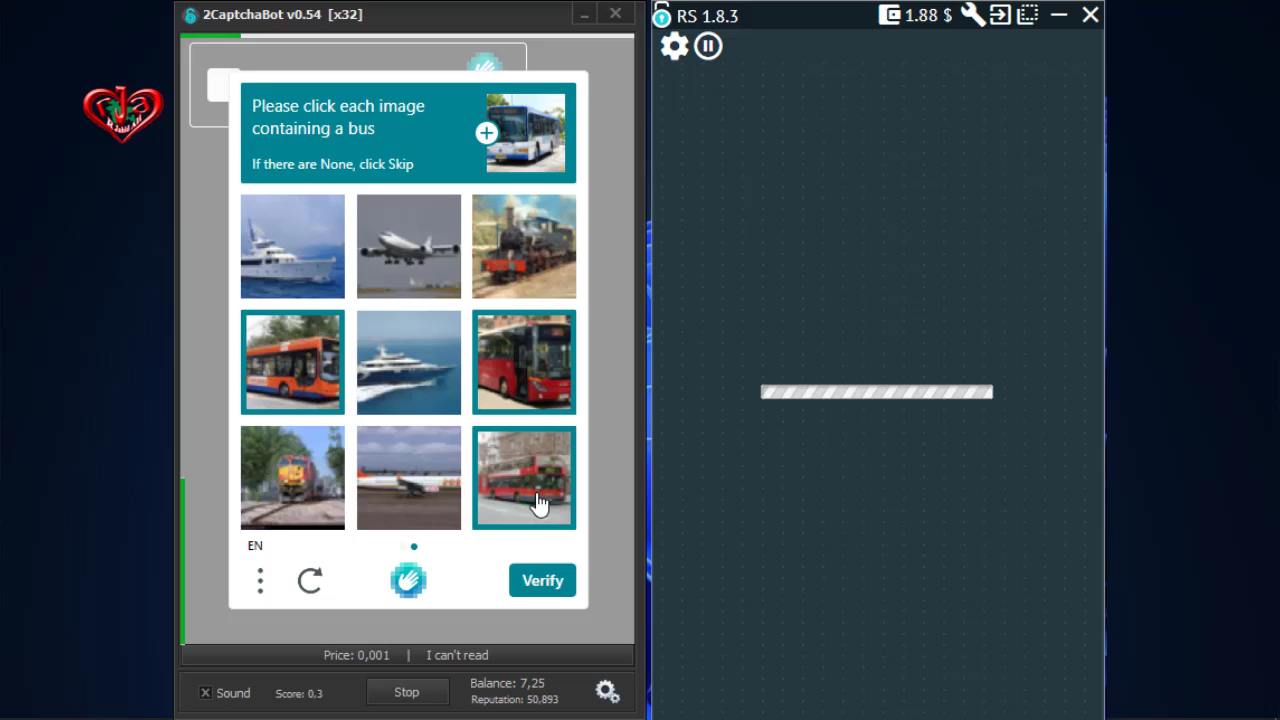 2CaptchaBot v0.54 [x32]
RS 1.8.3
1.88 $
Please click each image
containing a bus
If there are None, click Skip
EN
Verify
Price: 0,001 | I can't read
Sound
Score: 0,3
Stop
Balance: 7,25
Reputation: 50,893